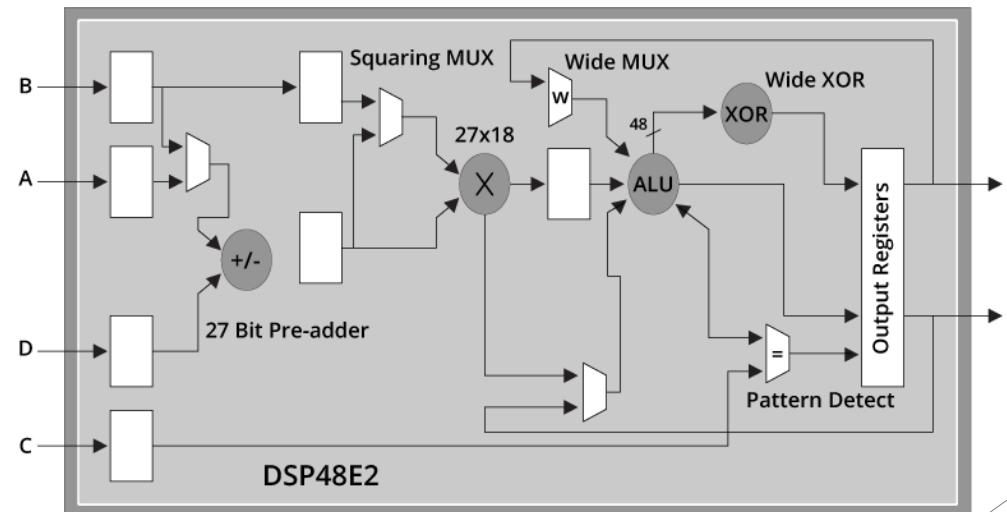 B
Squaring MUX
Wide MUX
Wide XOR
W
48
XOR
27x18
A
X
ALU
+/-
Output Registers
27 Bit Pre-adder
D
=
Pattern Detect
C
DSP48E2